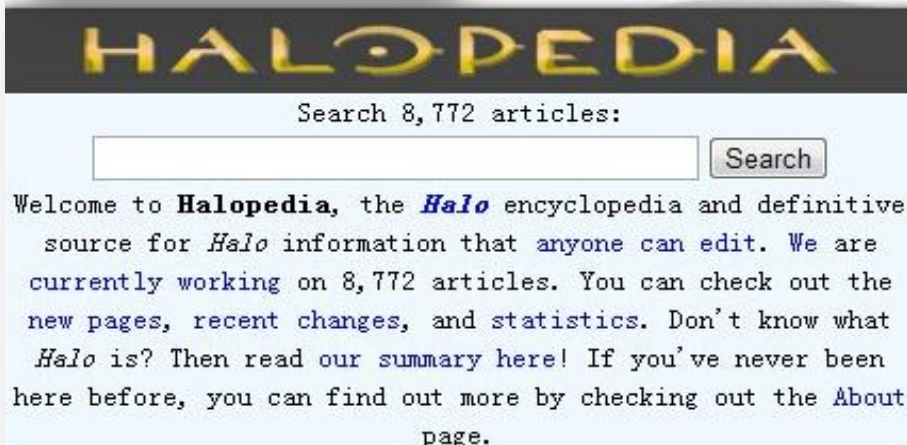 HALOPEDIA
Search 8,772 articles:
Search
Welcome to Halopedia, the Halo encyclopedia and definitive
source for Halo information that anyone can edit. We are
currently working on 8,772 articles. You can check out the
new pages, recent changes, and statistics. Don't know what
Halo is? Then read our summary here! If you've never been
here before, you can find out more by checking out the About
page.